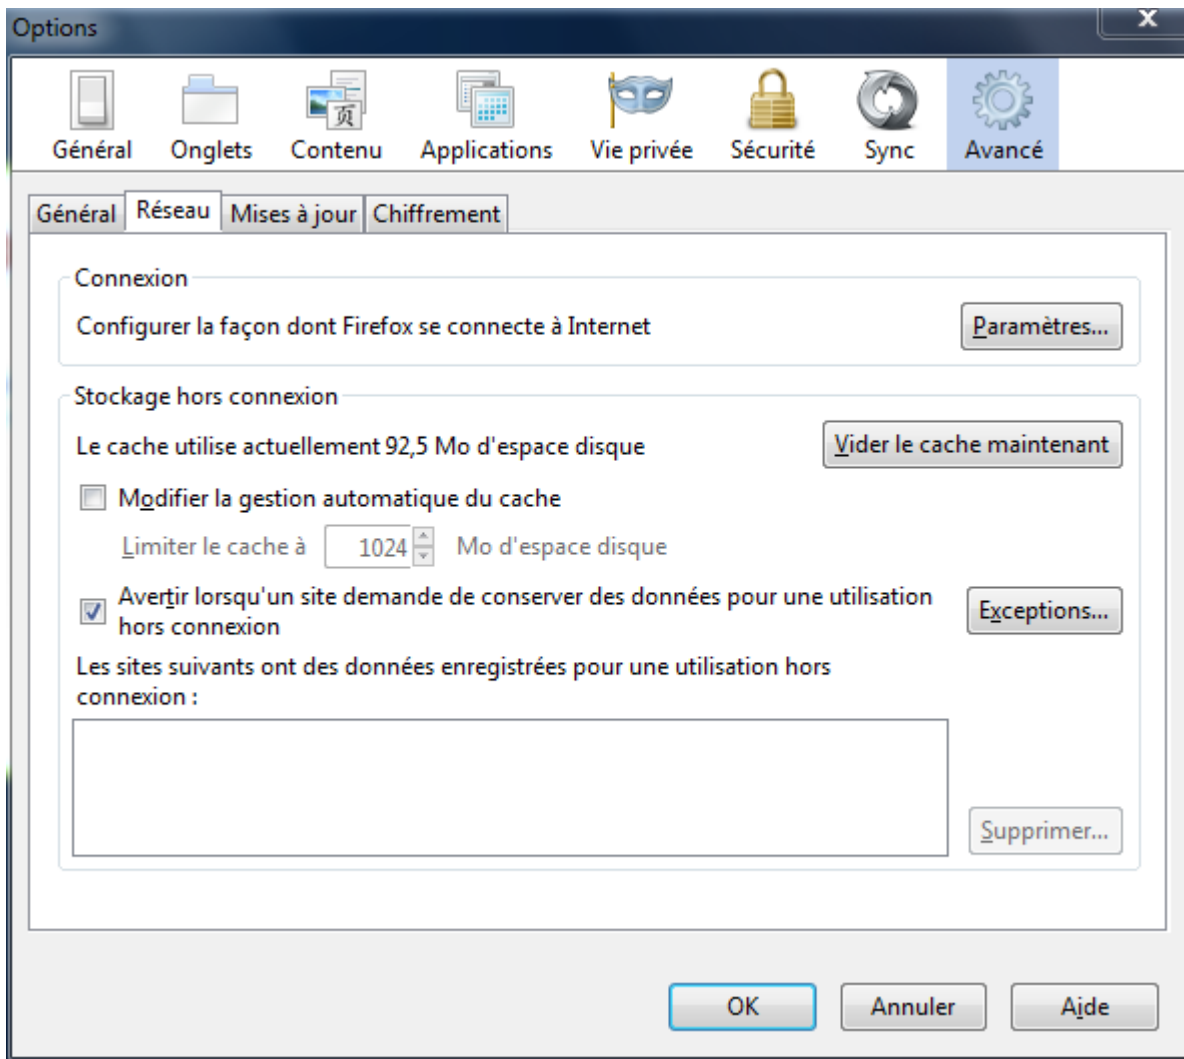 Options
X
页
Général Onglets Contenu Applications Vie privée Sécurité Sync Avancé
Général Réseau Mises à jour Chiffrement
Connexion
Configurer la façon dont Firefox se connecte à Internet Paramètres...
Stockage hors connexion
Le cache utilise actuellement 92,5 Mo d'espace disque Vider le cache maintenant
Modifier la gestion automatique du cache
Limiter le cache à 1024 Mo d'espace disque
Avertir lorsqu'un site demande de conserver des données pour une utilisation
hors connexion Exceptions...
Les sites suivants ont des données enregistrées pour une utilisation hors
connexion :
Supprimer...
OK Annuler Aide